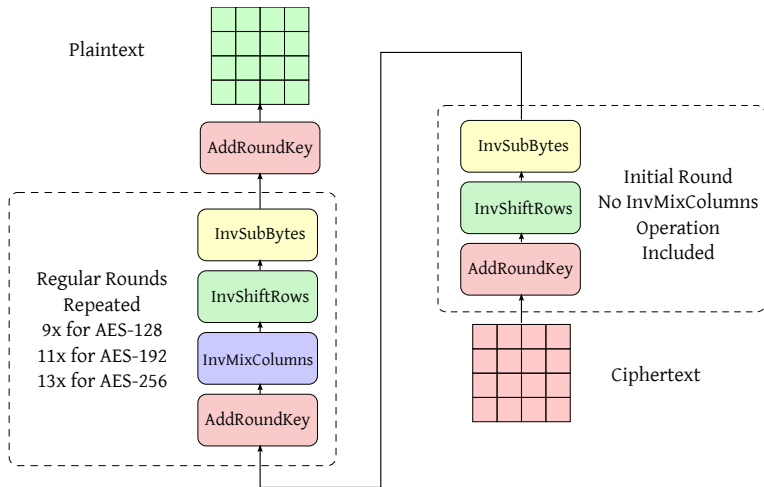 Plaintext
AddRoundKey
InvSubBytes
InvShiftRows
InvMixColumns
AddRoundKey
Regular Rounds
Repeated
9x for AES-128
11x for AES-192
13x for AES-256
InvSubBytes
InvShiftRows
AddRoundKey
Initial Round
No InvMixColumns
Operation
Included
Ciphertext